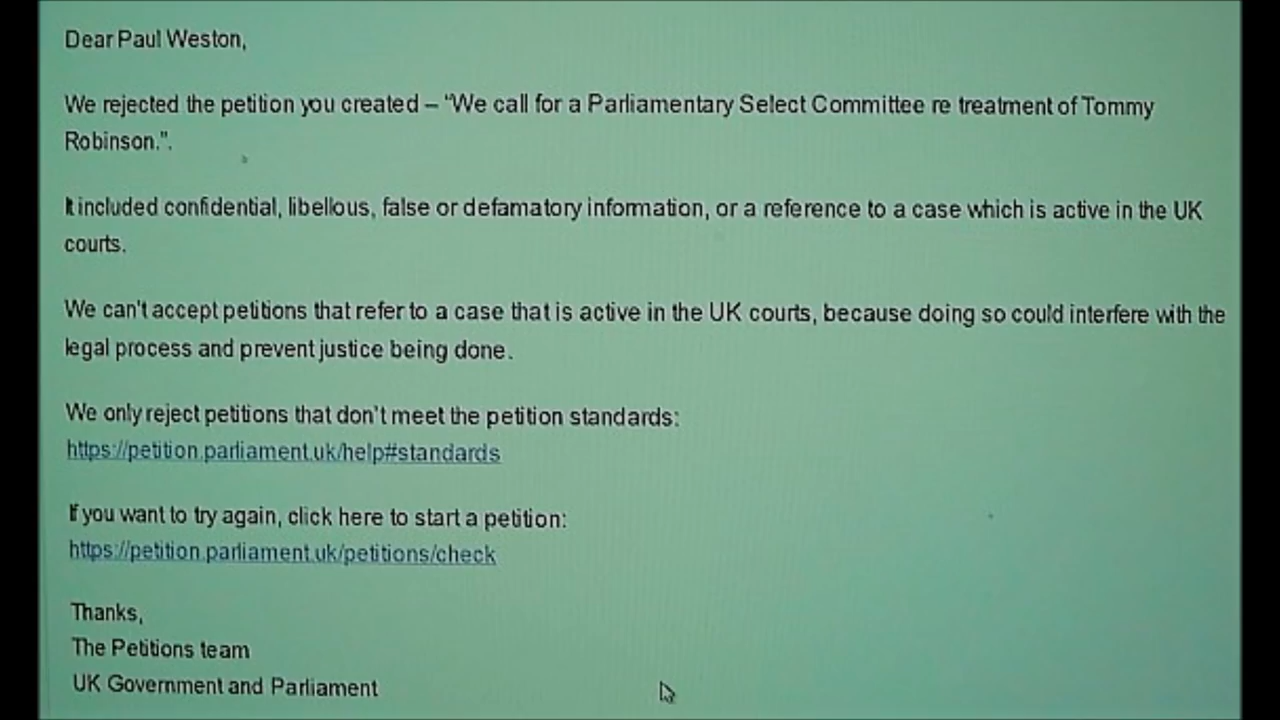 Dear Paul Weston,
We rejected the petition you created – “We call for a Parliamentary Select Committee re treatment of Tommy
Robinson.”.
It included confidential, libellous, false or defamatory information, or a reference to a case which is active in the UK
courts.
We can't accept petitions that refer to a case that is active in the UK courts, because doing so could interfere with the
legal process and prevent justice being done.
We only reject petitions that don't meet the petition standards:
https://petition.parliament.uk/help#standards
If you want to try again, click here to start a petition:
https://petition.parliament.uk/petitions/check
Thanks,
The Petitions team
UK Government and Parliament